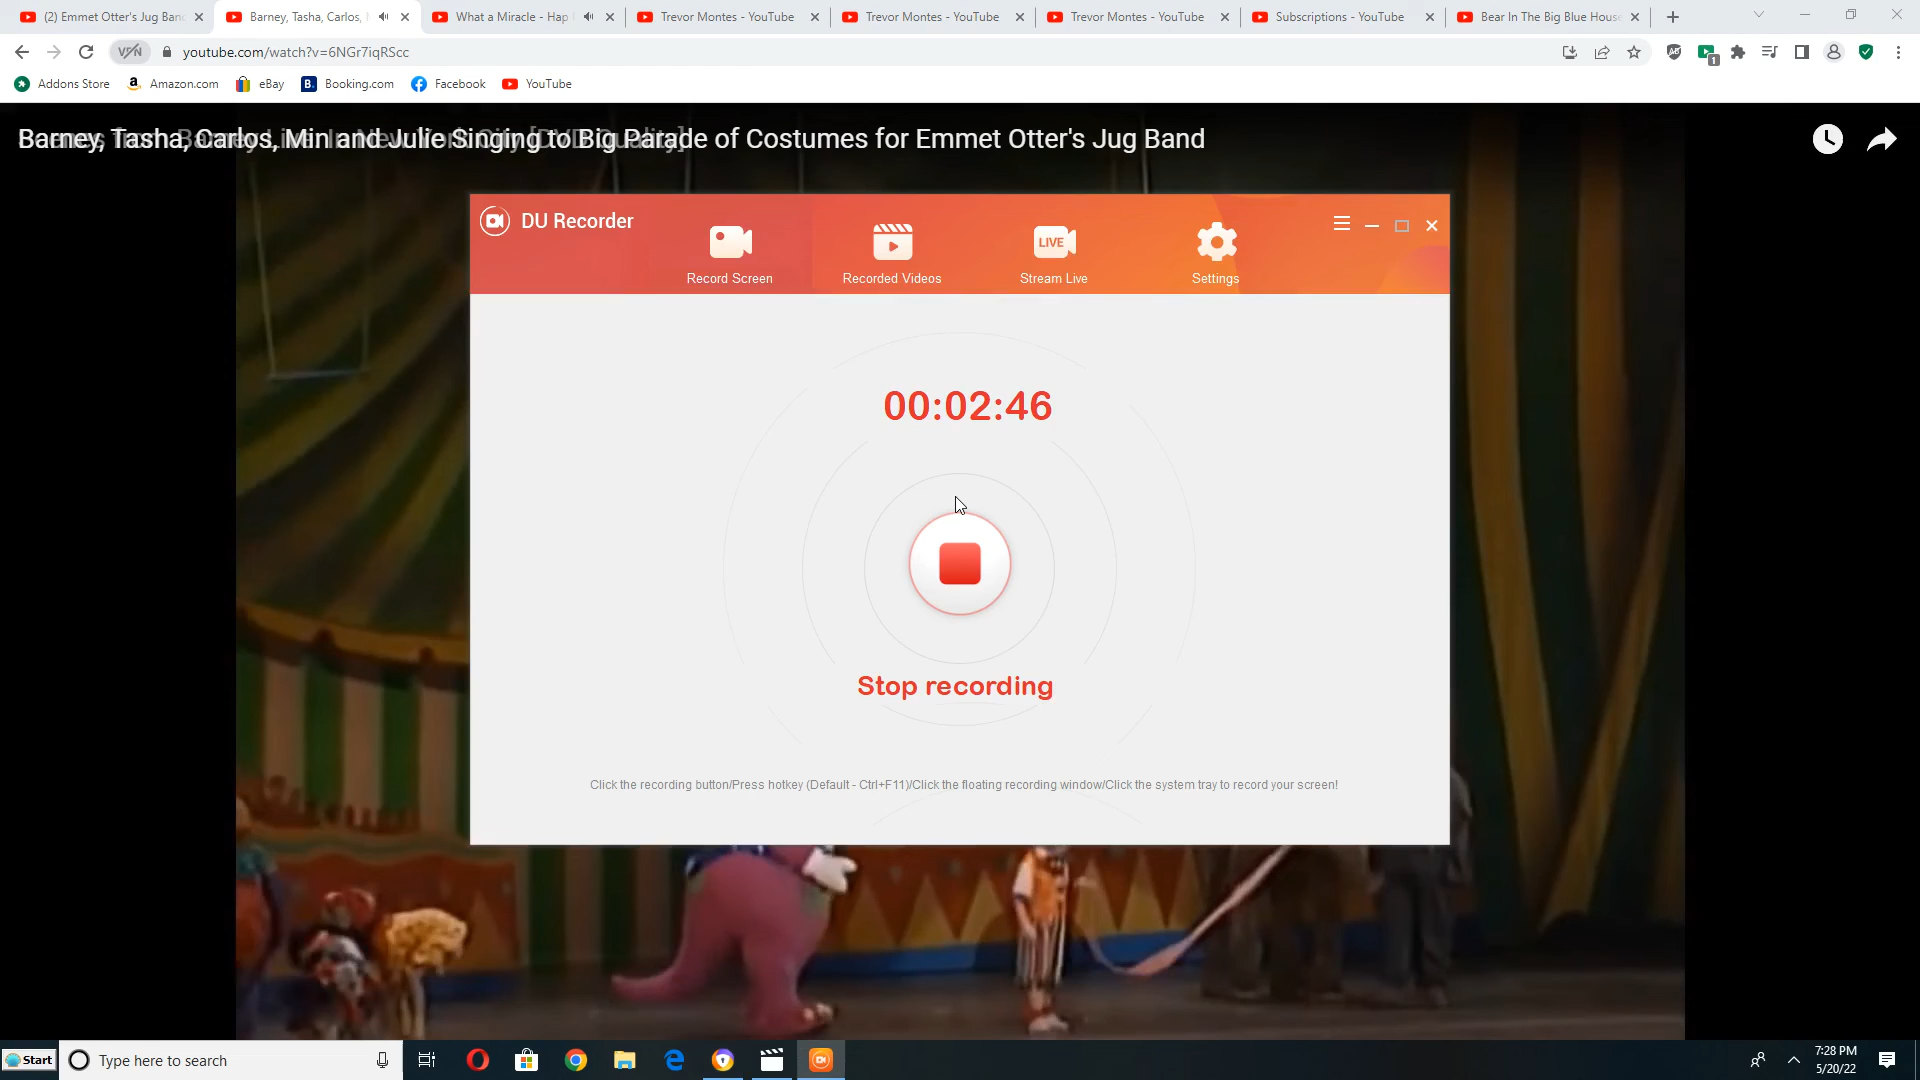 (2) Emmet Otter's Jug Ban
Barney, Tasha, Carlos,
What a Miracle - Hap
Trevor Montes - YouTube
Trevor Montes - YouTube
Trevor Montes - YouTube
Subscriptions - YouTube
Bear In The Big Blue House
VPN
youtube.com/watch?v=6NGr7iqRScc
1
Addons Store
Amazon.com
eBay
B. Booking.com
Facebook
YouTube
Barney, Tasha, Carlos, Min and Julie Singing to Big Parade of Costumes for Emmet Otter's Jug Band
DU Recorder
Record Screen
Recorded Videos
LIVE
Stream Live
Settings
00:02:46
Stop recording
Click the recording button/Press hotkey (Default - Ctrl+F11)/Click the floating recording window/Click the system tray to record your screen!
Start
Type here to search
7:28 PM
5/20/22